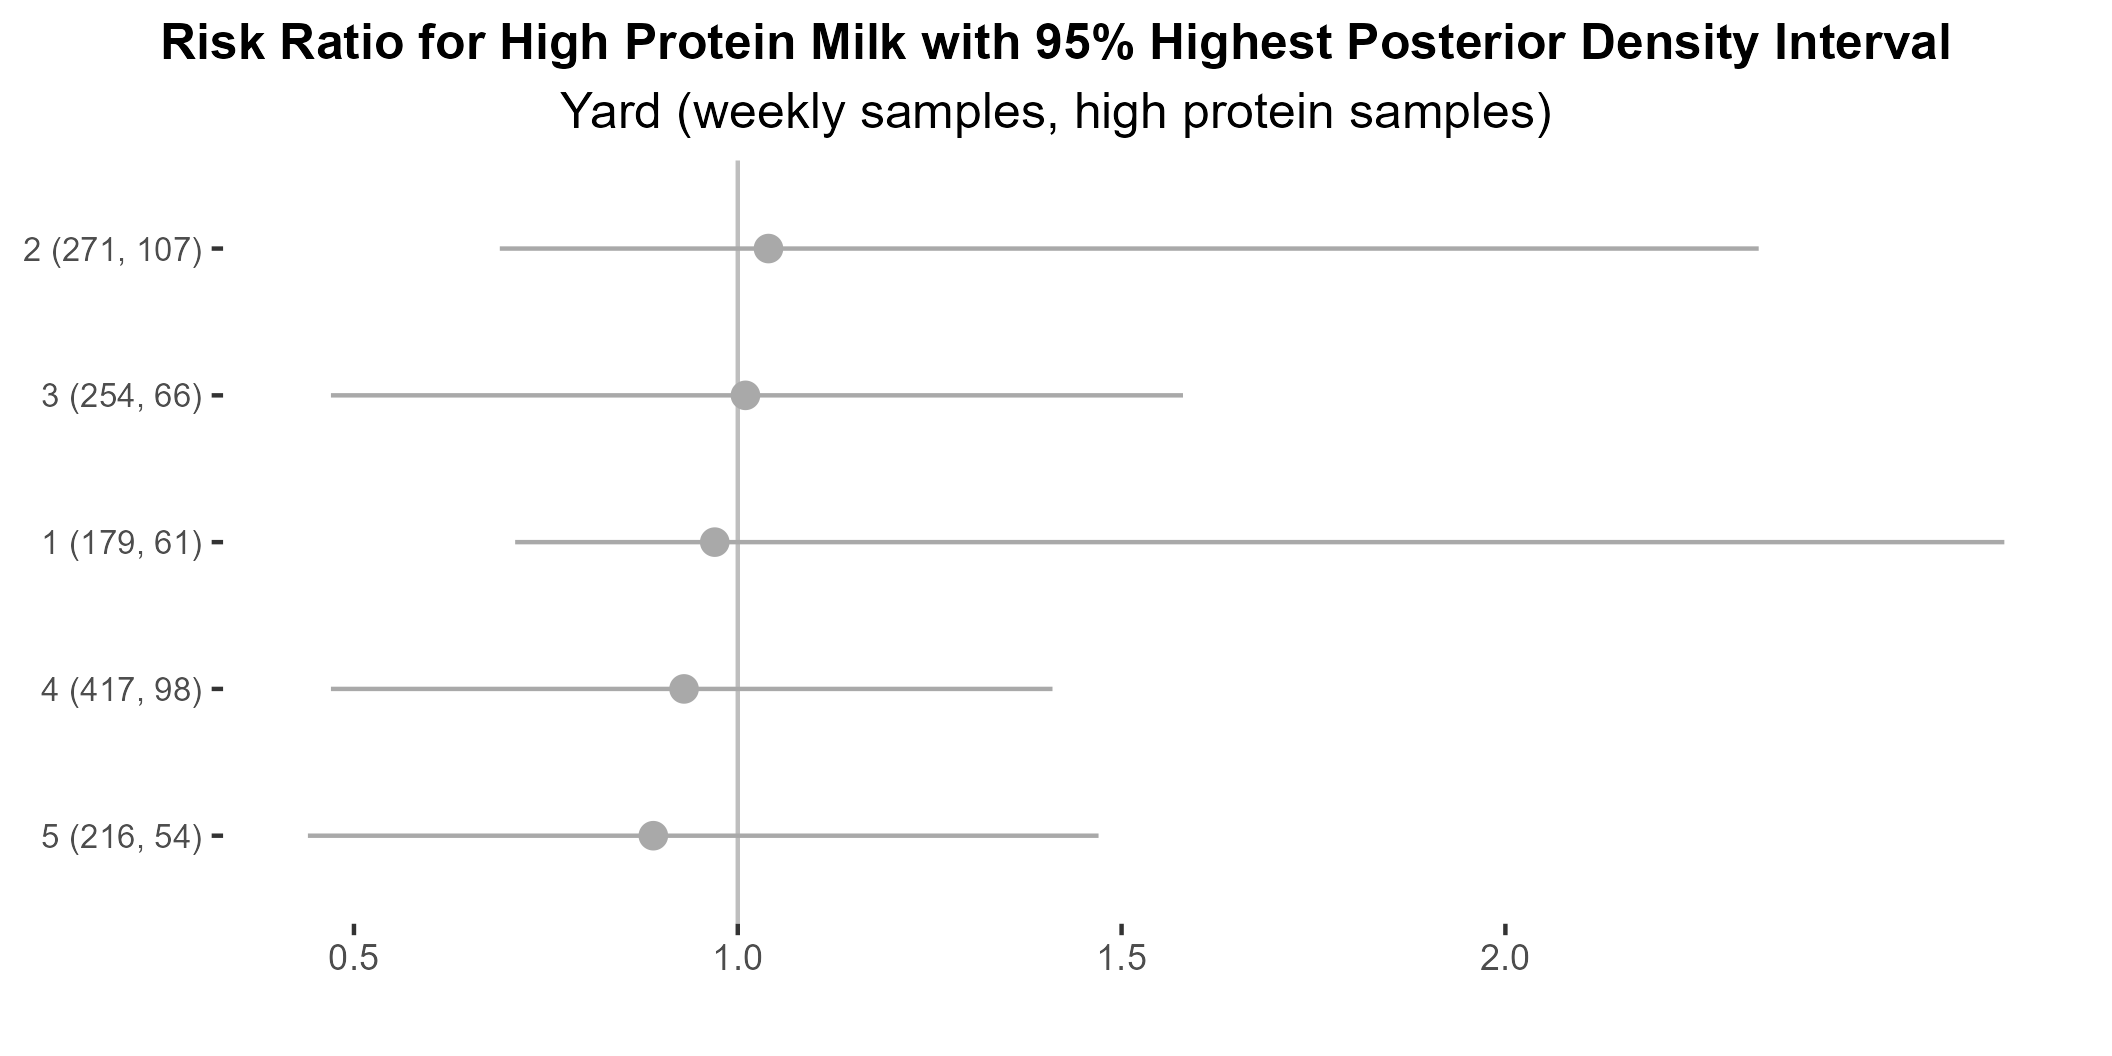 Risk Ratio for High Protein Milk with 95% Highest Posterior Density Interval
Yard (weekly samples, high protein samples)
2 (271, 107)
3 (254, 66)
1 (179, 61)
4 (417, 98)
5 (216, 54)
0.5 1.0 1.5 2.0